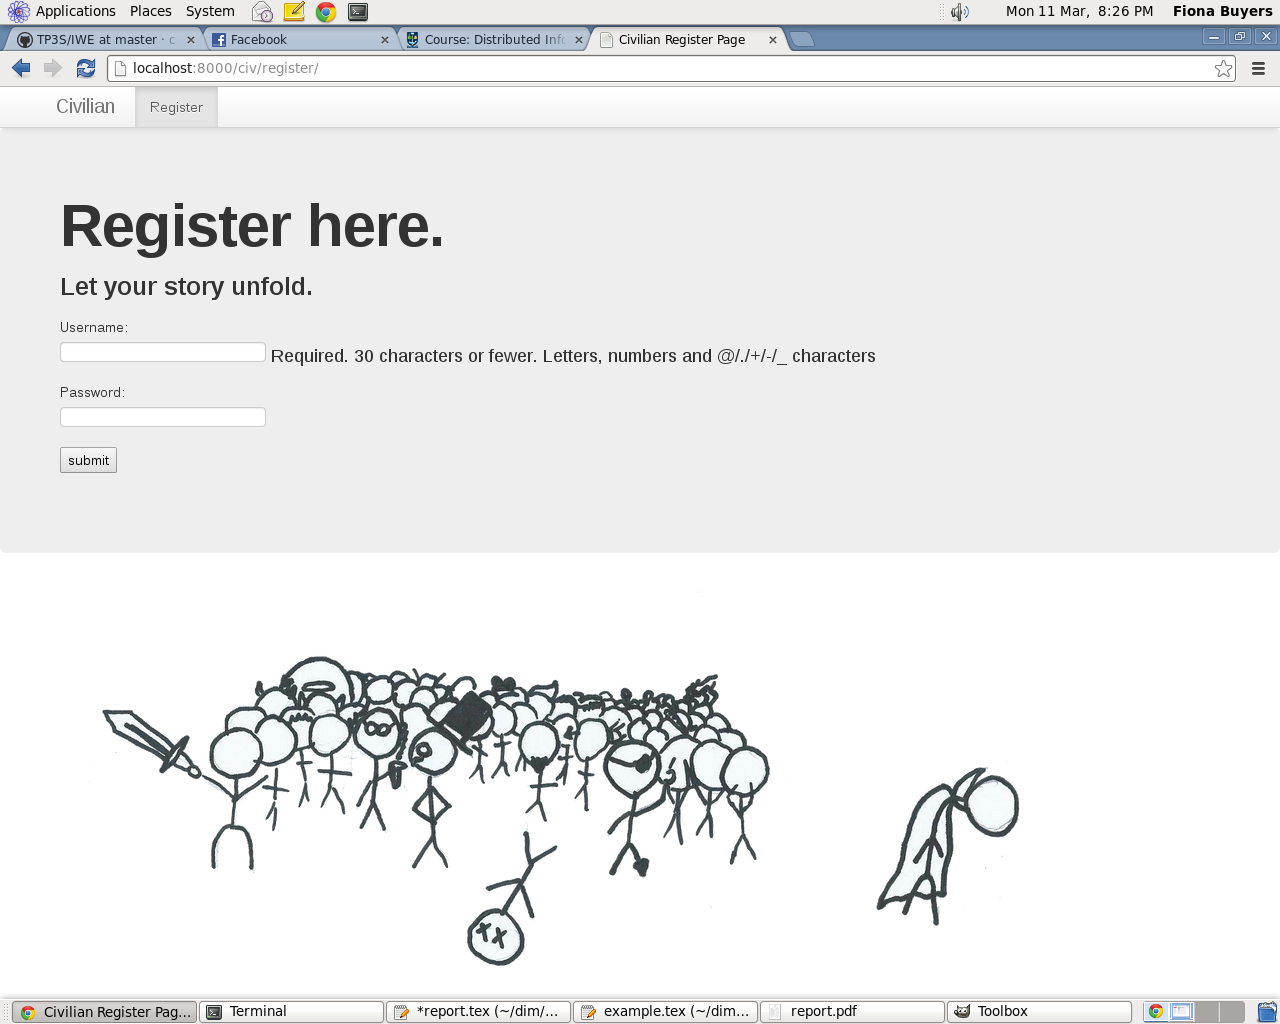 Applications Places System Mon 11 Mar, 8:26 PM Fiona Buyers
TP3S/IWE at master · c Facebook Course: Distributed Info Civilian Register Page
localhost:8000/civ/register/
Civilian Register
Register here.
Let your story unfold.
Username:
Required. 30 characters or fewer. Letters, numbers and @/./+/-/_ characters
Password:
submit
Civilian Register Pag... Terminal *report.tex (~/dim/... example.tex (~/dim... report.pdf Toolbox